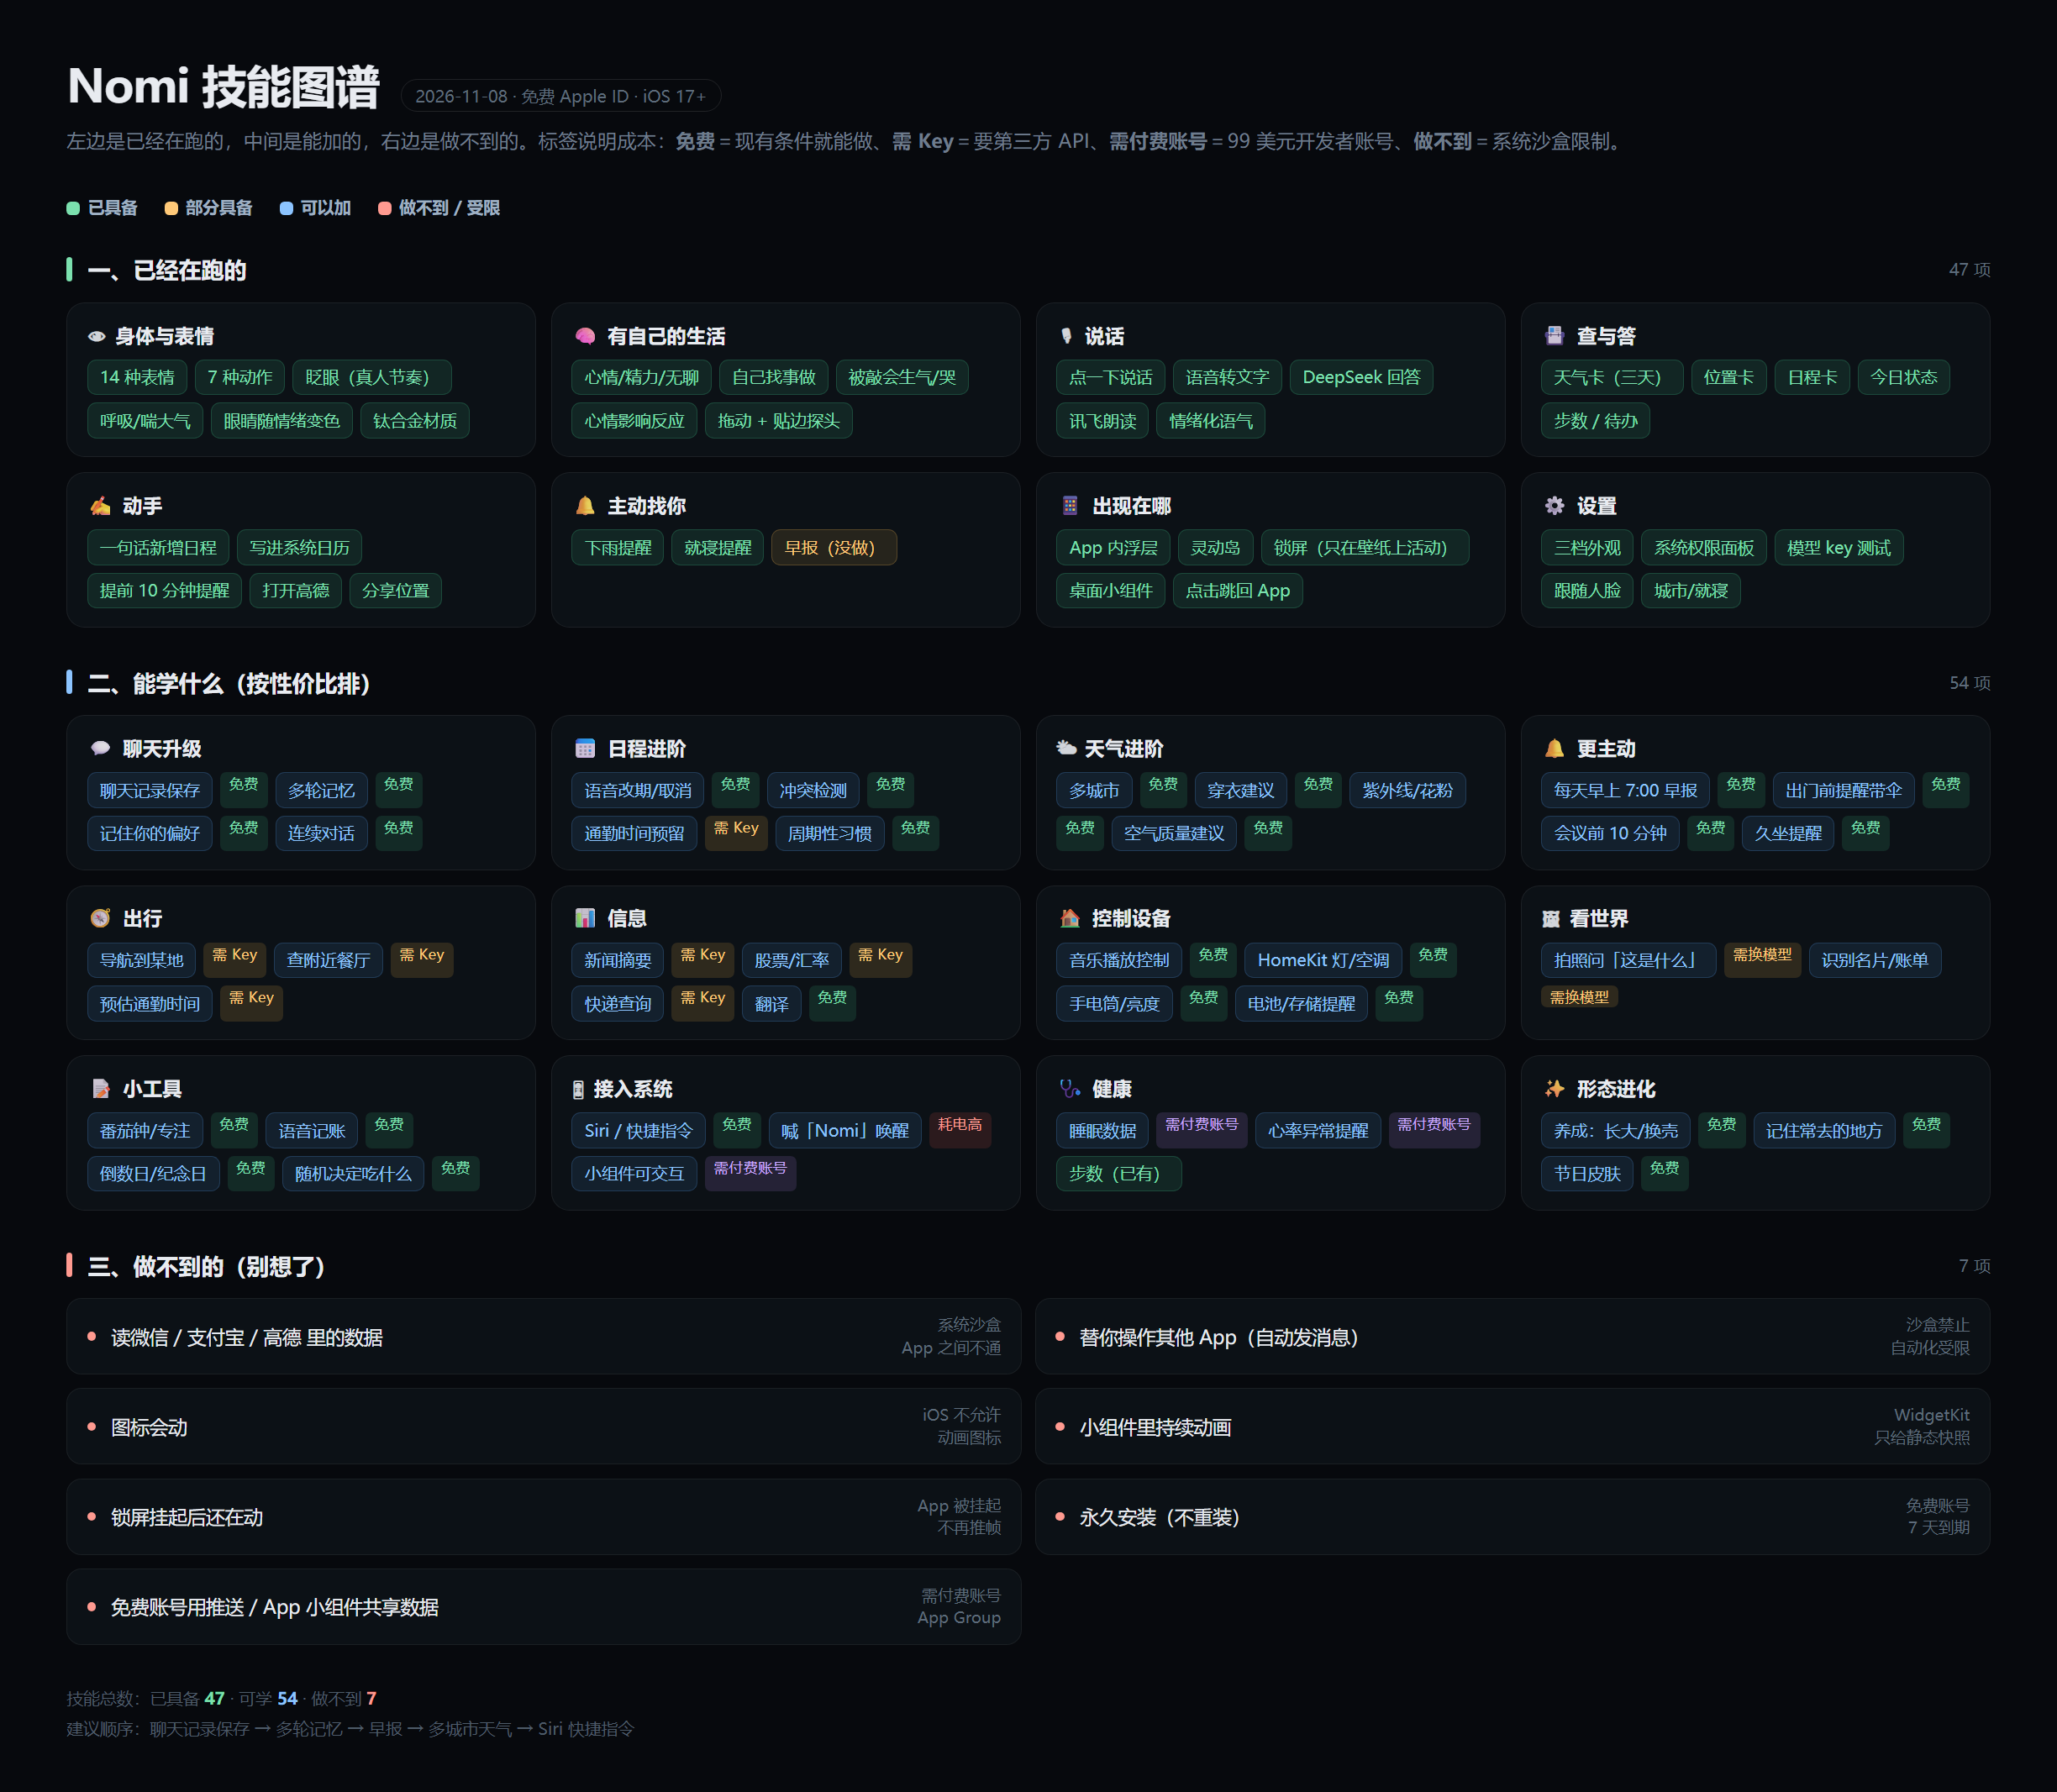 Nomi 技能图谱 2026-11-08 · 免费 Apple ID · iOS 17+
左边是已经在跑的，中间是能加的，右边是做不到的。标签说明成本：免费 = 现有条件就能做、需 Key = 要第三方 API、需付费账号 = 99 美元开发者账号、做不到 = 系统沙盒限制。
已具备 部分具备 可以加 做不到 / 受限
一、已经在跑的 47 项
身体与表情
14 种表情 7 种动作 眨眼（真人节奏）
呼吸/喘大气 眼睛随情绪变色 钛合金材质
有自己的生活
心情/精力/无聊 自己找事做 被敲会生气/哭
心情影响反应 拖动 + 贴边探头
说话
点一下说话 语音转文字 DeepSeek 回答
讯飞朗读 情绪化语气
查与答
天气卡（三天） 位置卡 日程卡 今日状态
步数 / 待办
动手
一句话新增日程 写进系统日历
提前 10 分钟提醒 打开高德 分享位置
主动找你
下雨提醒 就寝提醒 早报（没做）
出现在哪
App 内浮层 灵动岛 锁屏（只在壁纸上活动）
桌面小组件 点击跳回 App
设置
三档外观 系统权限面板 模型 key 测试
跟随人脸 城市/就寝
二、能学什么（按性价比排） 54 项
聊天升级
聊天记录保存 免费 多轮记忆 免费
记住你的偏好 免费 连续对话 免费
日程进阶
语音改期/取消 免费 冲突检测 免费
通勤时间预留 需 Key 周期性习惯 免费
天气进阶
多城市 免费 穿衣建议 免费 紫外线/花粉
免费 空气质量建议 免费
更主动
每天早上 7:00 早报 免费 出门前提醒带伞 免费
会议前 10 分钟 免费 久坐提醒 免费
出行
导航到某地 需 Key 查附近餐厅 需 Key
预估通勤时间 需 Key
信息
新闻摘要 需 Key 股票/汇率 需 Key
快递查询 需 Key 翻译 免费
控制设备
音乐播放控制 免费 HomeKit 灯/空调 免费
手电筒/亮度 免费 电池/存储提醒 免费
看世界
拍照问「这是什么」 需换模型 识别名片/账单
需换模型
小工具
番茄钟/专注 免费 语音记账 免费
倒数日/纪念日 免费 随机决定吃什么 免费
接入系统
Siri / 快捷指令 免费 喊「Nomi」唤醒 耗电高
小组件可交互 需付费账号
健康
睡眠数据 需付费账号 心率异常提醒 需付费账号
步数（已有）
形态进化
养成：长大/换壳 免费 记住常去的地方 免费
节日皮肤 免费
三、做不到的（别想了） 7 项
读微信 / 支付宝 / 高德 里的数据
系统沙盒
App 之间不通
替你操作其他 App（自动发消息）
沙盒禁止
自动化受限
图标会动
iOS 不允许
动画图标
小组件里持续动画
WidgetKit
只给静态快照
锁屏挂起后还在动
App 被挂起
不再推帧
永久安装（不重装）
免费账号
7 天到期
免费账号用推送 / App 小组件共享数据
需付费账号
App Group
技能总数：已具备 47 · 可学 54 · 做不到 7
建议顺序：聊天记录保存 → 多轮记忆 → 早报 → 多城市天气 → Siri 快捷指令